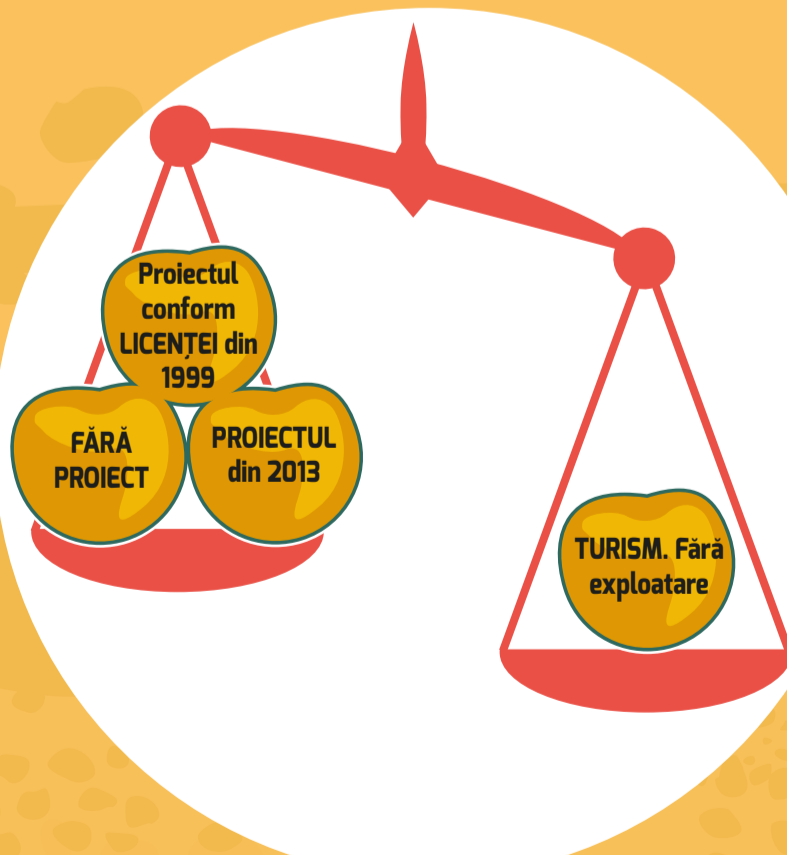 Proiectul
conform
LICENȚEI din
1999
FĂRĂ
PROIECT
PROIECTUL
din 2013
TURISM. Fără
exploatare